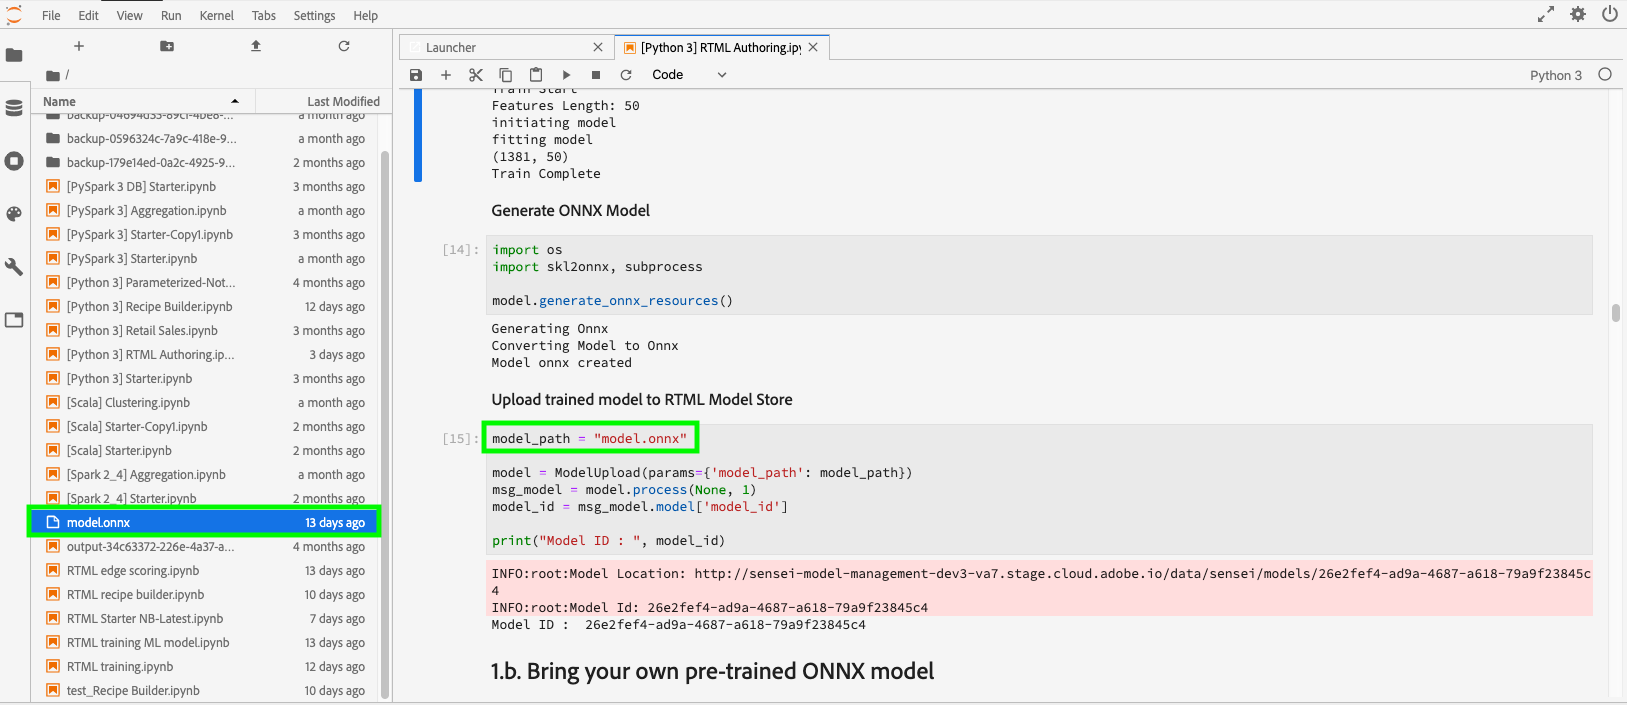 File Edit View Run Kernel Tabs Settings Help
/
Name Last Modified
backup-04694d33-89cf-4be8-... a month ago
backup-0596324c-7a9c-418e-9... a month ago
backup-179e14ed-0a2c-4925-9... 2 months ago
[PySpark 3 DB] Starter.ipynb 3 months ago
[PySpark 3] Aggregation.ipynb a month ago
[PySpark 3] Starter-Copy1.ipynb 3 months ago
[PySpark 3] Starter.ipynb a month ago
[Python 3] Parameterized-Not... 4 months ago
[Python 3] Recipe Builder.ipynb 12 days ago
[Python 3] Retail Sales.ipynb 3 months ago
[Python 3] RTML Authoring.ip... 3 days ago
[Python 3] Starter.ipynb 3 months ago
[Scala] Clustering.ipynb a month ago
[Scala] Starter-Copy1.ipynb 2 months ago
[Scala] Starter.ipynb 2 months ago
[Spark 2_4] Aggregation.ipynb a month ago
[Spark 2_4] Starter.ipynb 2 months ago
model.onnx 13 days ago
output-34c63372-226e-4a37-a... 4 months ago
RTML edge scoring.ipynb 13 days ago
RTML recipe builder.ipynb 10 days ago
RTML Starter NB-Latest.ipynb 7 days ago
RTML training ML model.ipynb 13 days ago
RTML training.ipynb 12 days ago
test_Recipe Builder.ipynb 10 days ago
Launcher [Python 3] RTML Authoring.ipy
Code Python 3
Train Start
Features Length: 50
initiating model
fitting model
(1381, 50)
Train Complete
Generate ONNX Model
[14]: import os
import skl2onnx, subprocess
model.generate_onnx_resources()
Generating Onnx
Converting Model to Onnx
Model onnx created
Upload trained model to RTML Model Store
[15]: model_path = "model.onnx"
model = ModelUpload(params={'model_path': model_path})
msg_model = model.process(None, 1)
model_id = msg_model.model['model_id']
print("Model ID : ", model_id)
INFO:root:Model Location: http://sensei-model-management-dev3-va7.stage.cloud.adobe.io/data/sensei/models/26e2fef4-ad9a-4687-a618-79a9f23845c
4
INFO:root:Model Id: 26e2fef4-ad9a-4687-a618-79a9f23845c4
Model ID :  26e2fef4-ad9a-4687-a618-79a9f23845c4
1.b. Bring your own pre-trained ONNX model